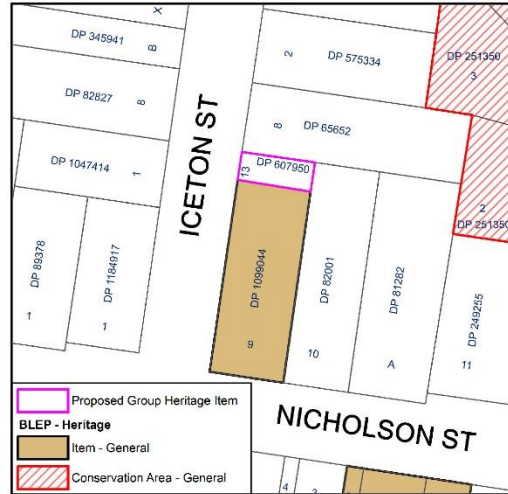 X
DP 345941 B
DP 575334 2
DP 251350
3
DP 82827 8
DP 65652 8
ICETON ST
DP 1047414 1
DP 607950
13
2
DP 251350
DP 89378 1
DP 1184917 1
DP 1099044 9
DP 82001 10
DP 81282 A
DP 249255 11
NICHOLSON ST
Proposed Group Heritage Item
BLEP - Heritage
Item - General
Conservation Area - General
4